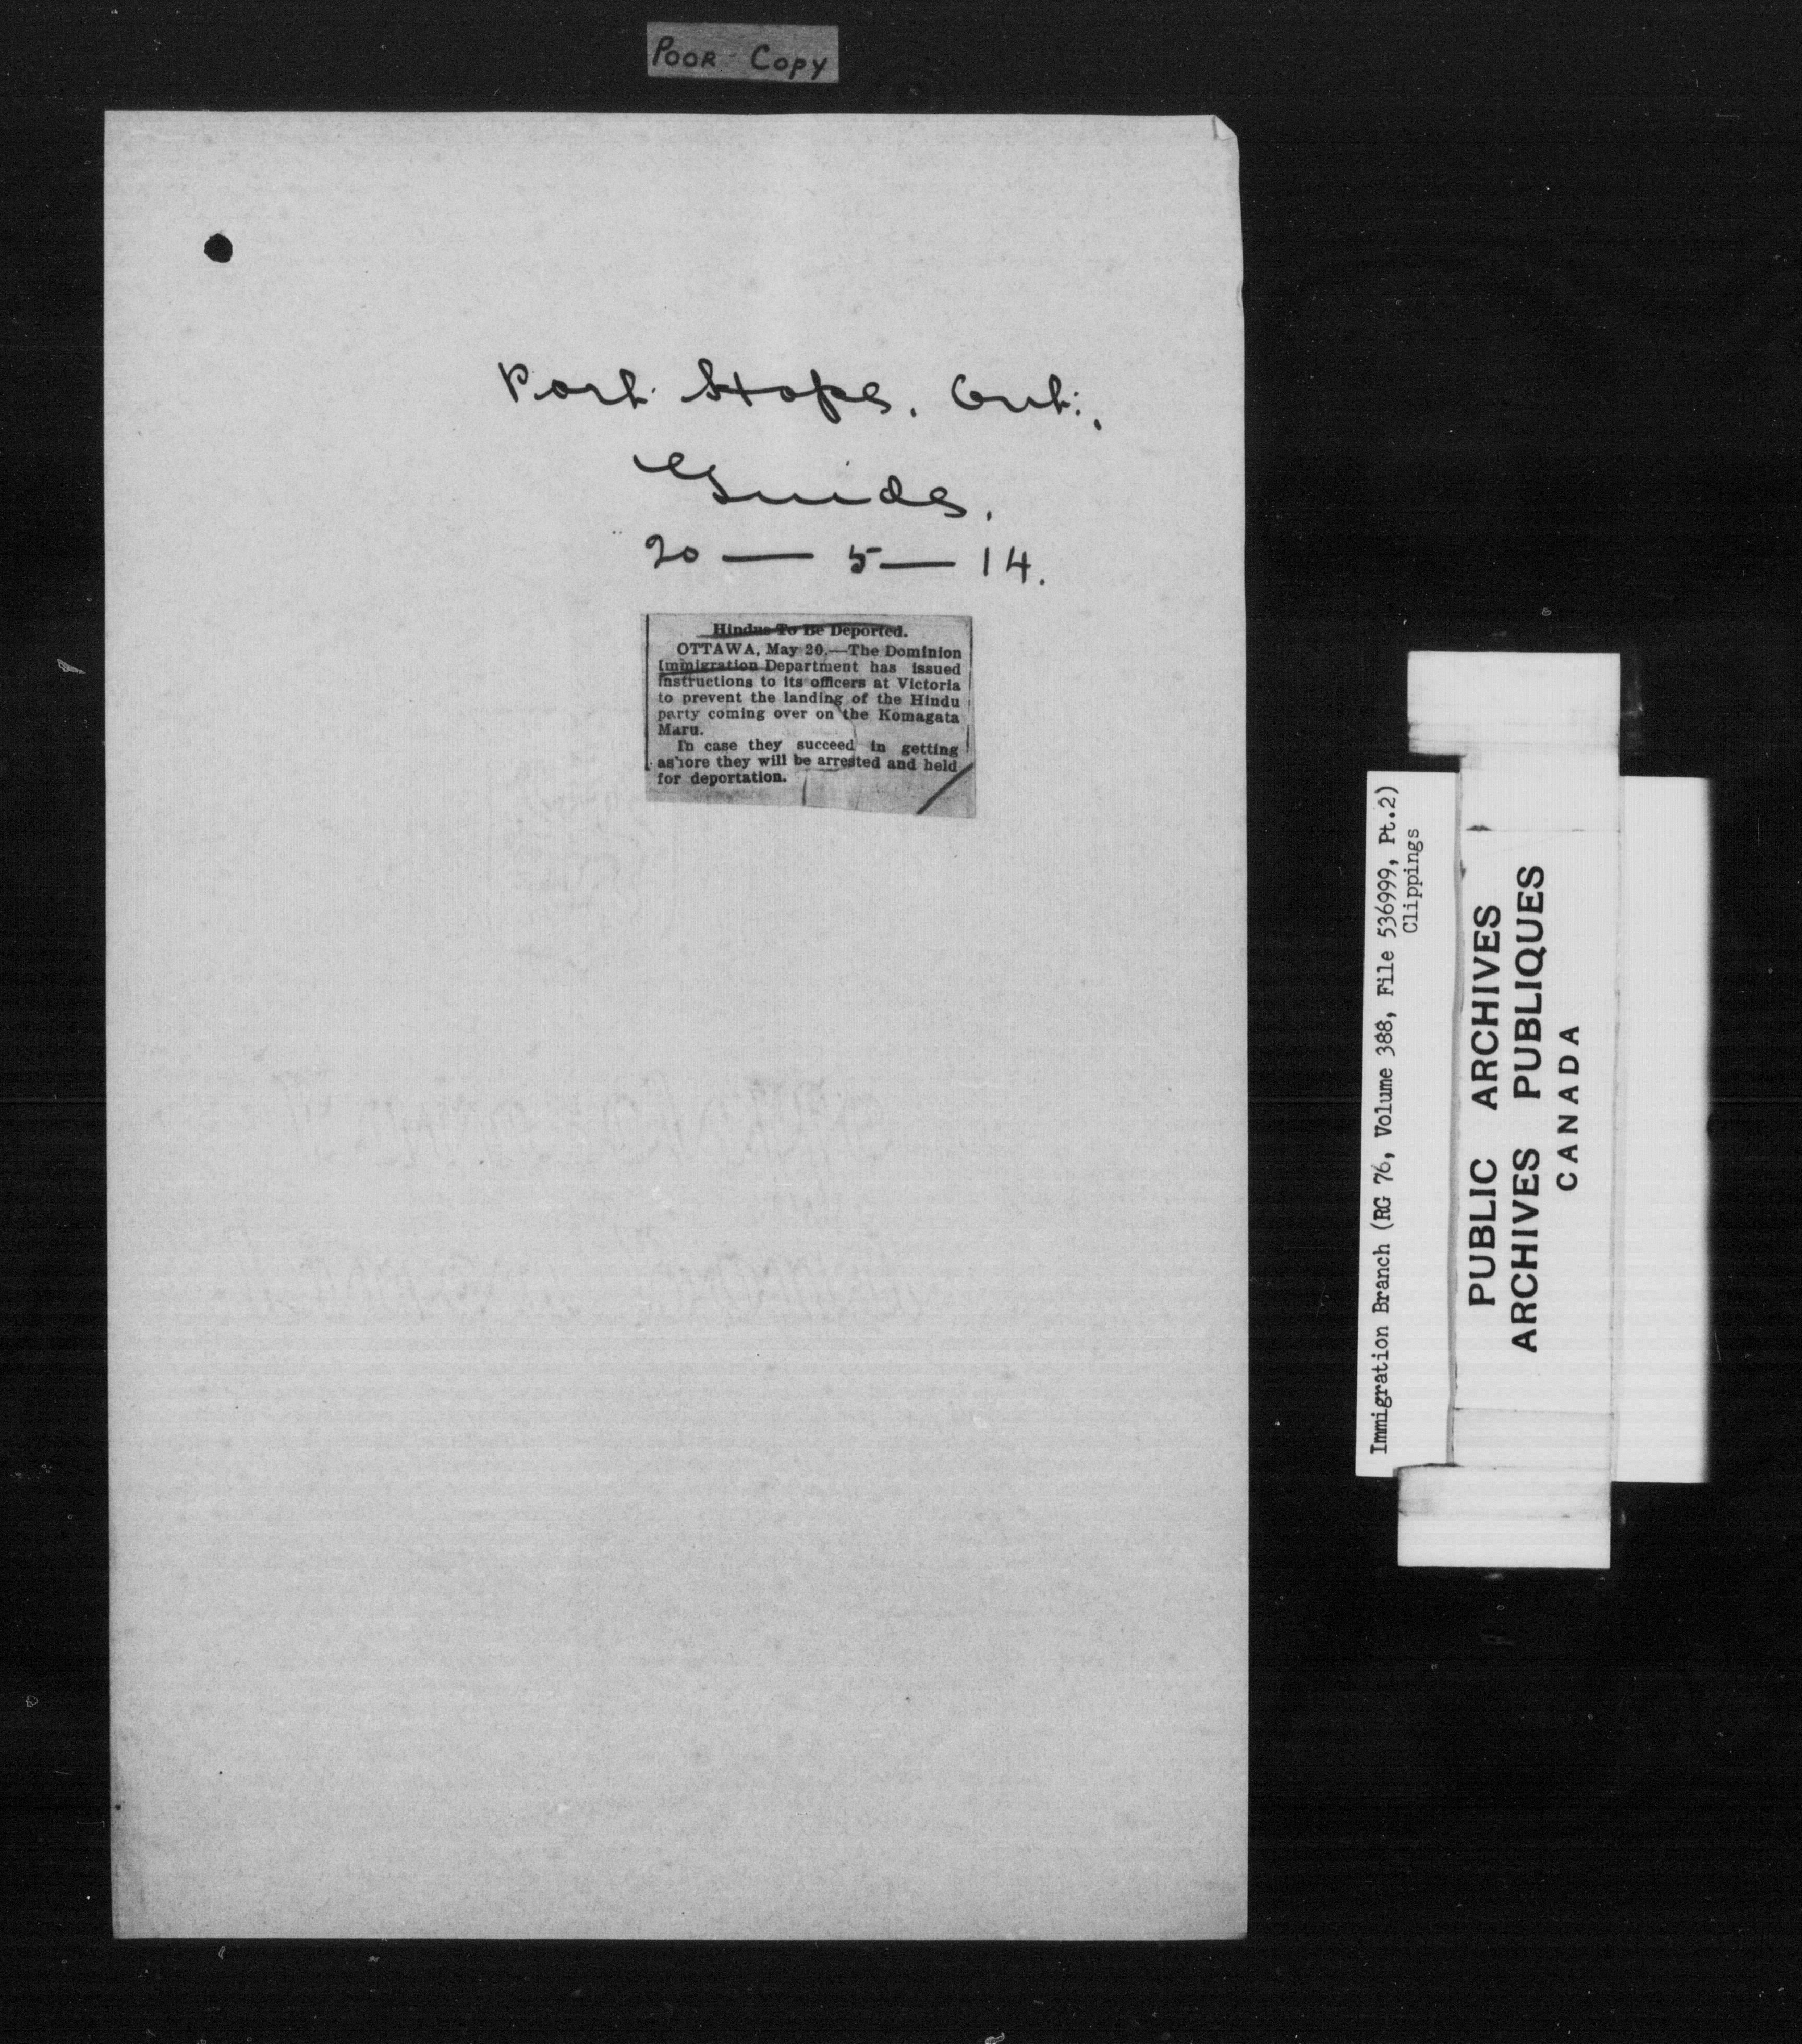 POOR COPY
Port Hope, Ont.,
Guide.
20 — 5 — 14.
Hindus To Be Deported.
OTTAWA, May 20.—The Dominion
Immigration Department has issued
instructions to its officers at Victoria
to prevent the landing of the Hindu
party coming over on the Komagata
Maru.
In case they succeed in getting
ashore they will be arrested and held
for deportation.
Immigration Branch (RG 76, Volume 388, File 536999, Pt.2)
Clippings
PUBLIC ARCHIVES
ARCHIVES PUBLIQUES
CANADA